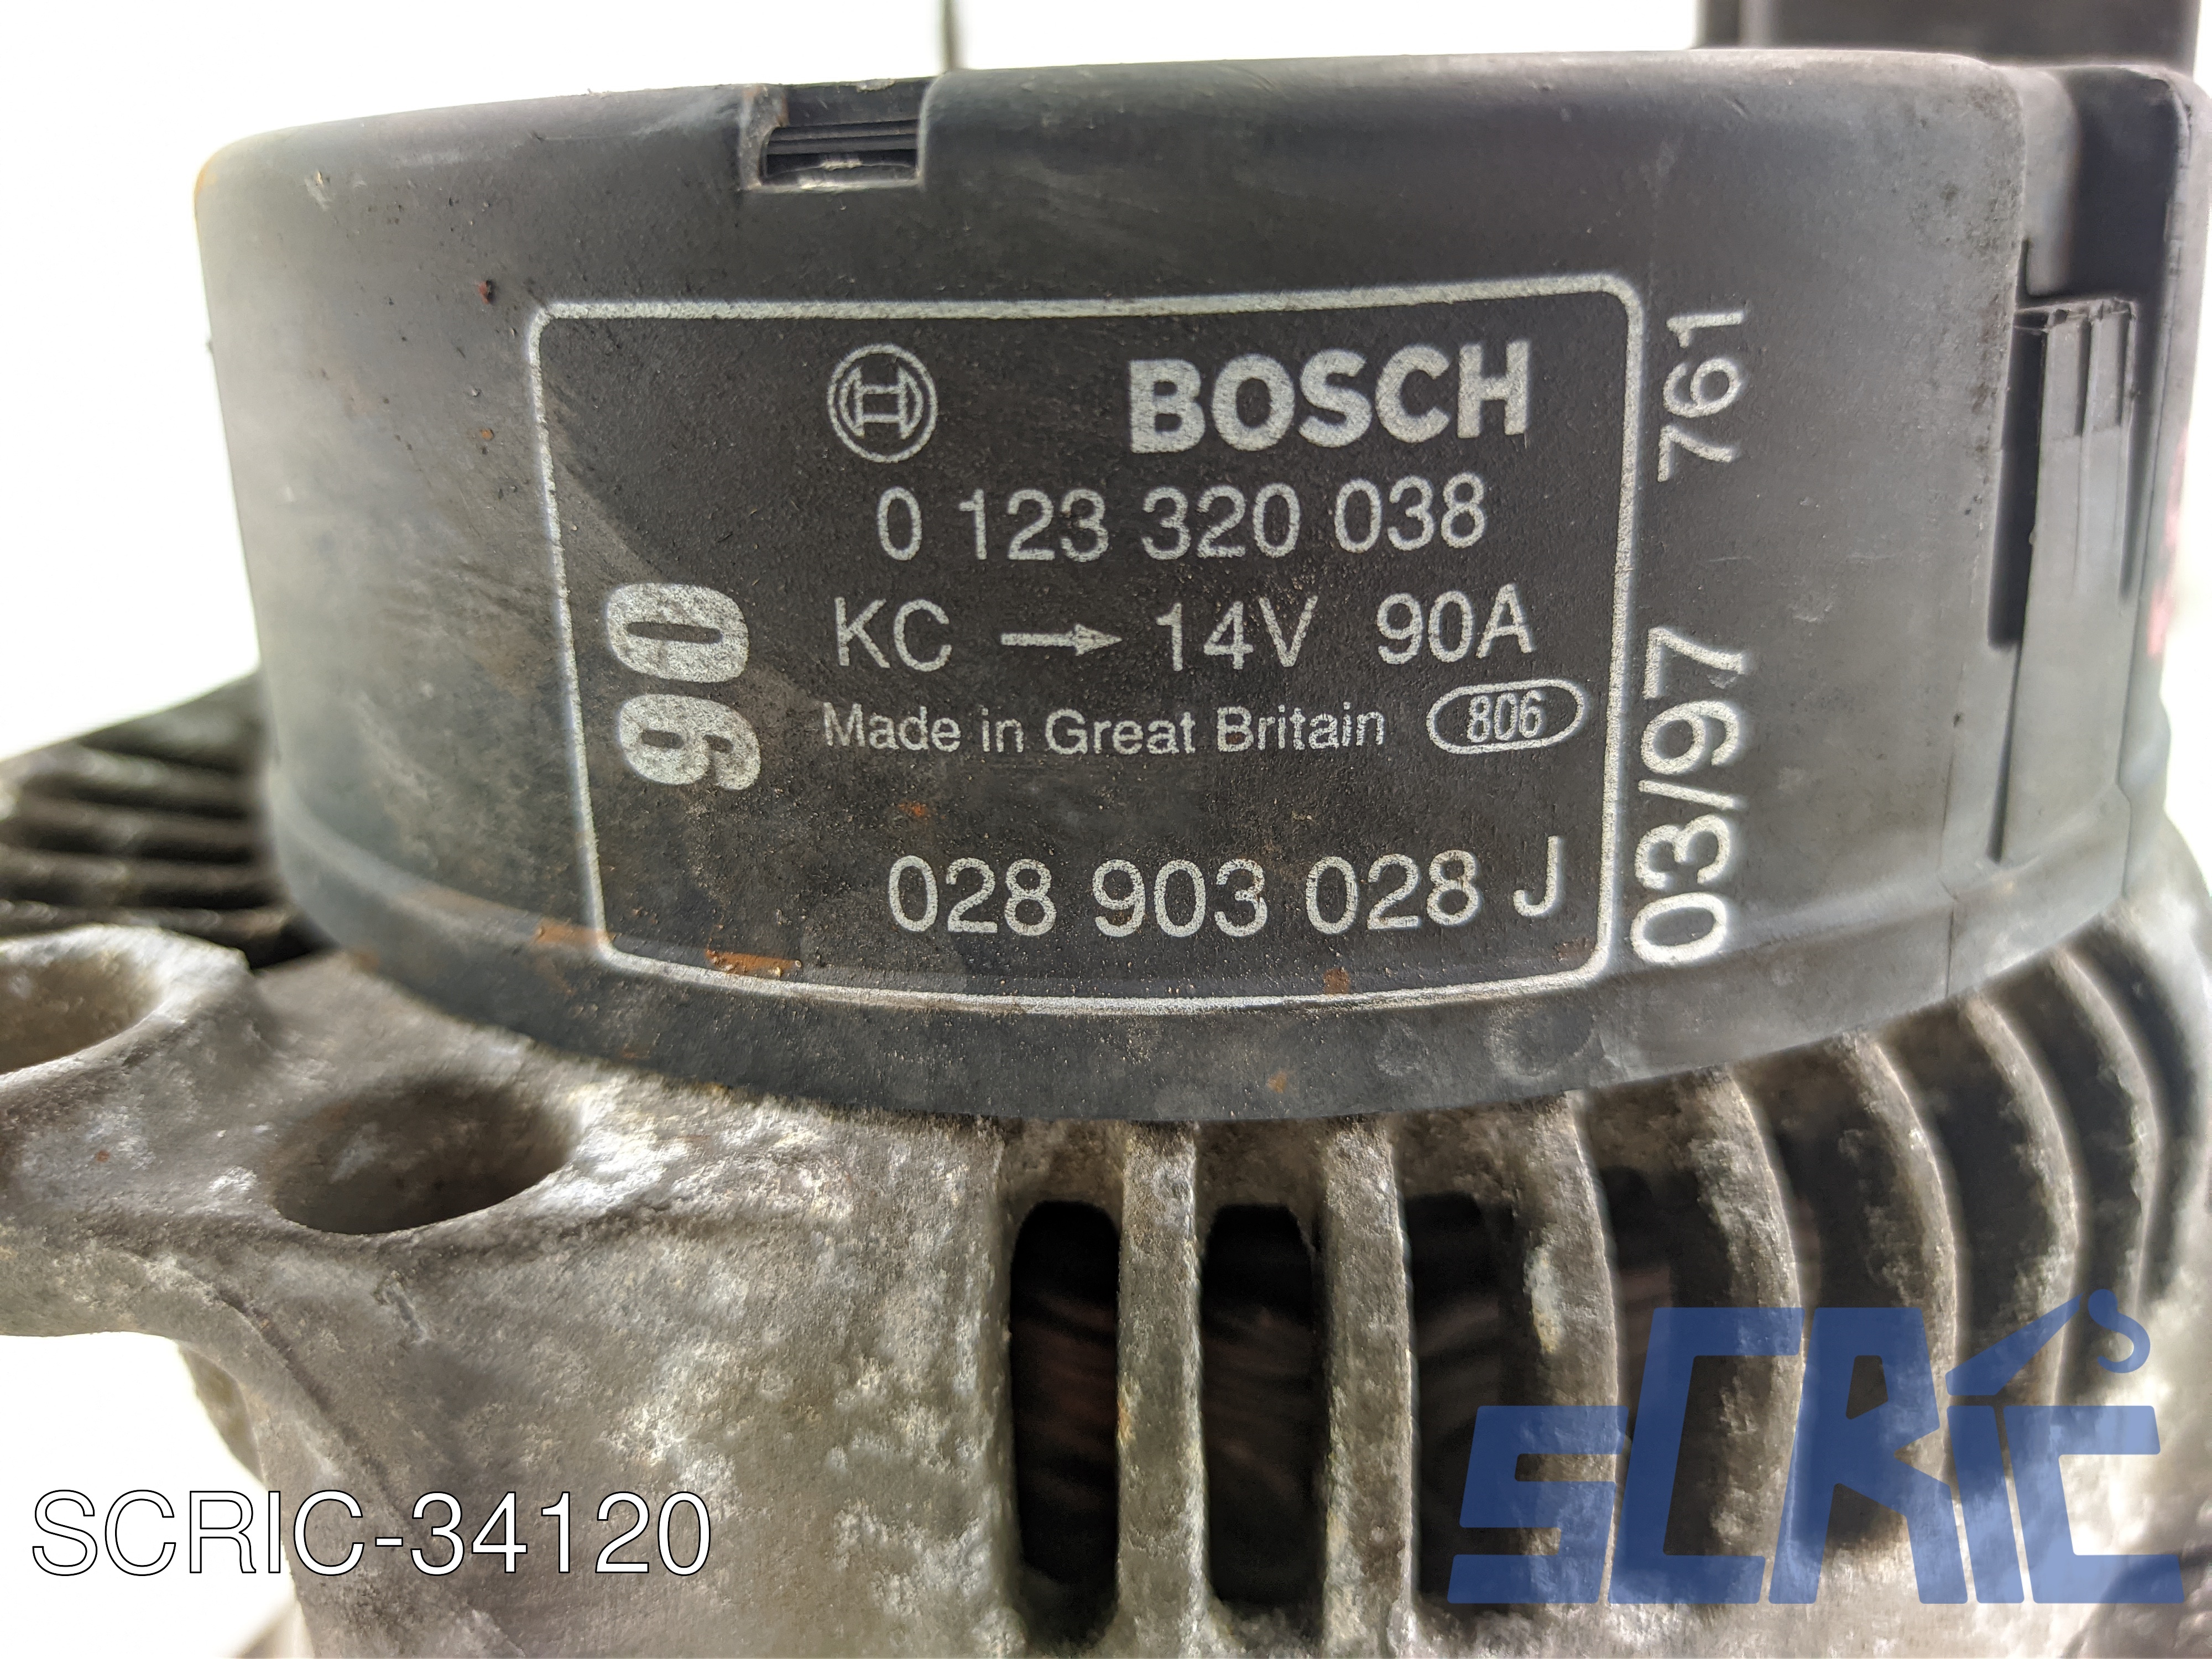 BOSCH
0 123 320 038
KC → 14V 90A
Made in Great Britain 806
028 903 028 J
90
03/97 761
SCRIC-34120
SCRIC